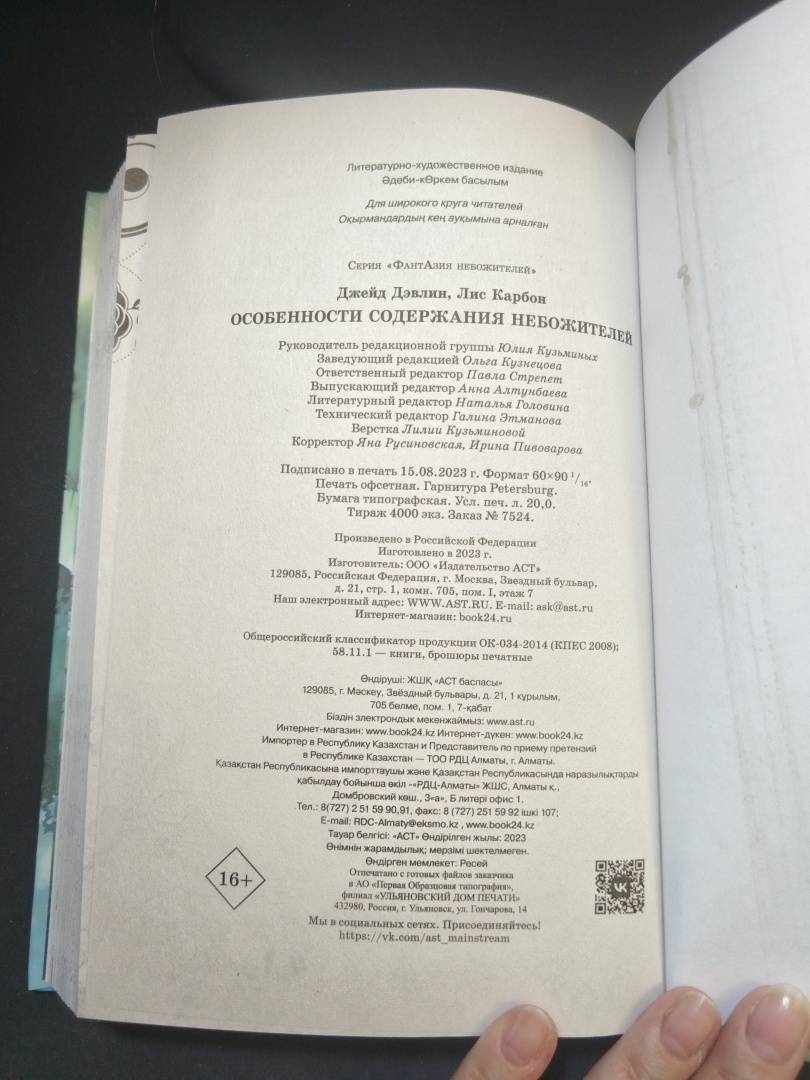 Литературно-художественное издание
Әдеби-көркем басылым
Для широкого круга читателей
Оқырмандардың кең ауқымына арналған
Серия «ФантАзия небожителей»
Джейд Дэвлин, Лис Карбон
ОСОБЕННОСТИ СОДЕРЖАНИЯ НЕБОЖИТЕЛЕЙ
Руководитель редакционной группы Юлия Кузьминых
Заведующий редакцией Ольга Кузнецова
Ответственный редактор Павла Стрепет
Выпускающий редактор Анна Алтунбаева
Литературный редактор Наталья Головина
Технический редактор Галина Этманова
Верстка Лилии Кузьминовой
Корректор Яна Русиновская, Ирина Пивоварова
Подписано в печать 15.08.2023 г. Формат 60×90 1/16.
Печать офсетная. Гарнитура Petersburg.
Бумага типографская. Усл. печ. л. 20,0.
Тираж 4000 экз. Заказ № 7524.
Произведено в Российской Федерации
Изготовлено в 2023 г.
Изготовитель: ООО «Издательство АСТ»
129085, Российская Федерация, г. Москва, Звездный бульвар,
д. 21, стр. 1, комн. 705, пом. I, этаж 7
Наш электронный адрес: WWW.AST.RU. E-mail: ask@ast.ru
Интернет-магазин: book24.ru
Общероссийский классификатор продукции ОК-034-2014 (КПЕС 2008);
58.11.1 — книги, брошюры печатные
Өндіруші: ЖШҚ «АСТ баспасы»
129085, г. Мәскеу, Звёздный бульвары, д. 21, 1 құрылым,
705 бөлме, пом. 1, 7-қабат
Біздін электрондык мекенжаймыз: www.ast.ru
Интернет-магазин: www.book24.kz Интернет-дүкен: www.book24.kz
Импортер в Республику Казахстан и Представитель по приему претензий
в Республике Казахстан — ТОО РДЦ Алматы, г. Алматы.
Қазақстан Республикасына импорттаушы және Қазақстан Республикасында наразылықтарды
қабылдау бойынша өкіл -«РДЦ-Алматы» ЖШС, Алматы қ.,
Домбровский көш., 3«а», Б литері офис 1.
Тел.: 8(727) 2 51 59 90,91, факс: 8 (727) 251 59 92 ішкі 107;
E-mail: RDC-Almaty@eksmo.kz , www.book24.kz
Тауар белгісі: «АСТ» Өндірілген жылы: 2023
Өнімнін жарамдылық; мерзімі шектелмеген.
Өндірген мемлекет: Ресей
Отпечатано с готовых файлов заказчика
в АО «Первая Образцовая типография»,
филиал «УЛЬЯНОВСКИЙ ДОМ ПЕЧАТИ»
432980, Россия, г. Ульяновск, ул. Гончарова, 14
16+
Мы в социальных сетях. Присоединяйтесь!
https://vk.com/ast_mainstream